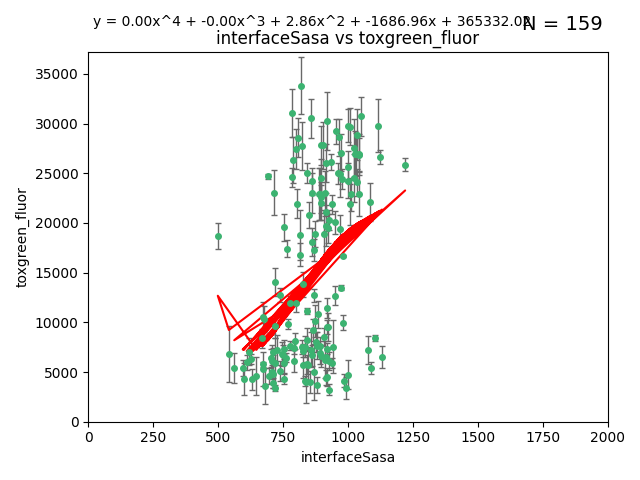 y = 0.00x^4 + -0.00x^3 + 2.86x^2 + -1686.96x + 365332.02
N = 159
interfaceSasa vs toxgreen_fluor
35000
30000
25000
20000
15000
10000
5000
0
toxgreen_fluor
0 250 500 750 1000 1250 1500 1750 2000
interfaceSasa